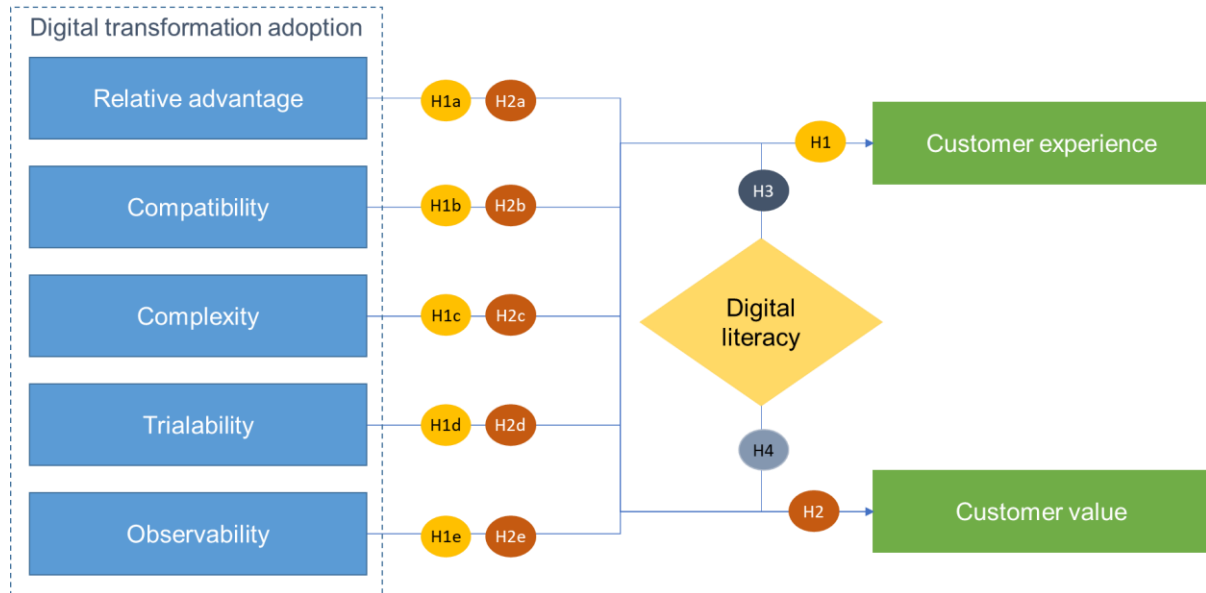 Digital transformation adoption
Relative advantage
H1a
H2a
H1
Customer experience
H3
Compatibility
H1b
H2b
Complexity
H1c
H2c
Digital
literacy
Trialability
H1d
H2d
H4
H2
Customer value
Observability
H1e
H2e